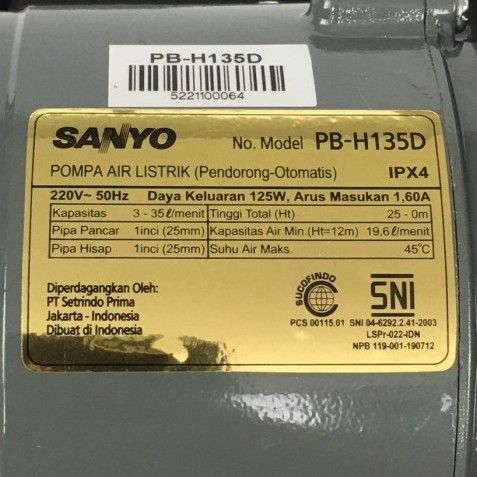 PB-H135D
5221100064
SANYO No. Model PB-H135D
POMPA AIR LISTRIK (Pendorong-Otomatis) IPX4
220V~ 50Hz Daya Keluaran 125W, Arus Masukan 1,60A
Kapasitas 3 - 35ℓ/menit Tinggi Total (Ht) 25 - 0m
Pipa Pancar 1inci (25mm) Kapasitas Air Min.(Ht=12m) 19,6ℓ/menit
Pipa Hisap 1inci (25mm) Suhu Air Maks 45°C
Diperdagangkan Oleh:
PT Setrindo Prima
Jakarta - Indonesia
Dibuat di Indonesia
SUCOFINDO
PCS 00115.01
SNI
SNI 04-6292.2.41-2003
LSPr-022-IDN
NPB 119-001-190712